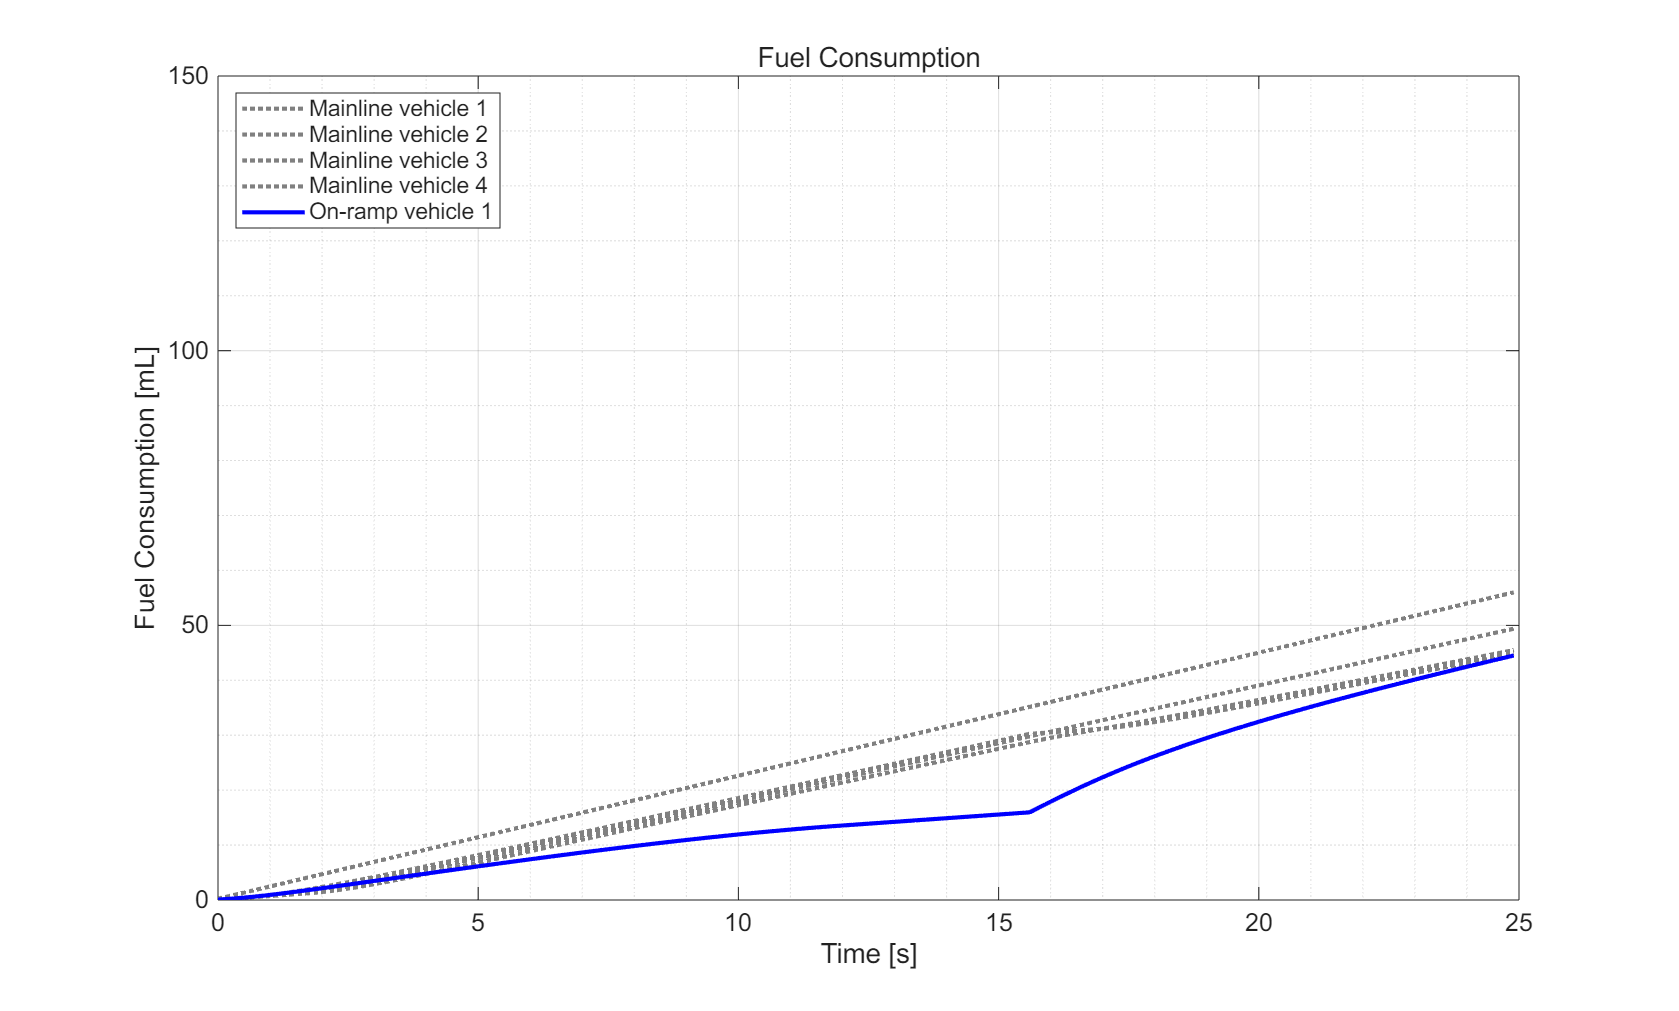 Fuel Consumption
150
Mainline vehicle 1
Mainline vehicle 2
Mainline vehicle 3
Mainline vehicle 4
On-ramp vehicle 1
100
Fuel Consumption [mL]
50
0
0 5 10 15 20 25
Time [s]